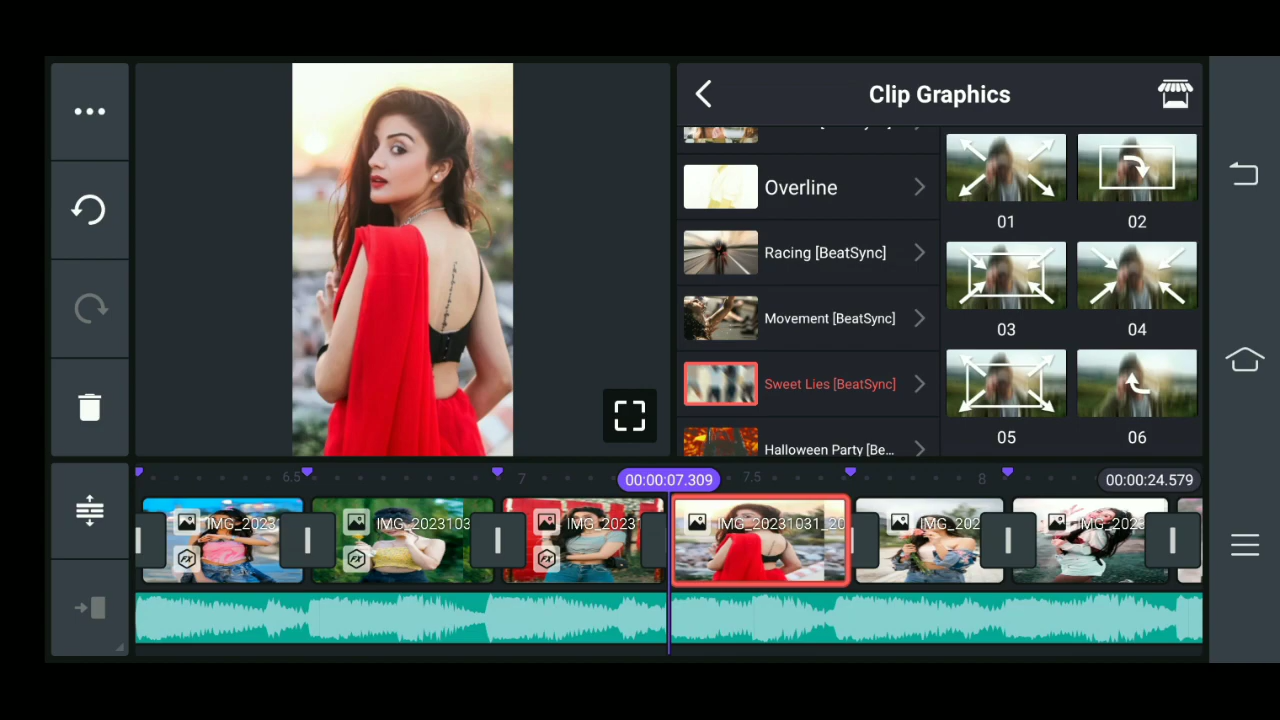 Clip Graphics
Overline
Racing [BeatSync]
Movement [BeatSync]
Sweet Lies [BeatSync]
Halloween Party [Be...
01
02
03
04
05
06
6.5
7
00:00:07.309
7.5
8
00:00:24.579
IMG_2023
IMG_2023103
IMG_2023
IMG_20231031_20
IMG_202
IMG_2023